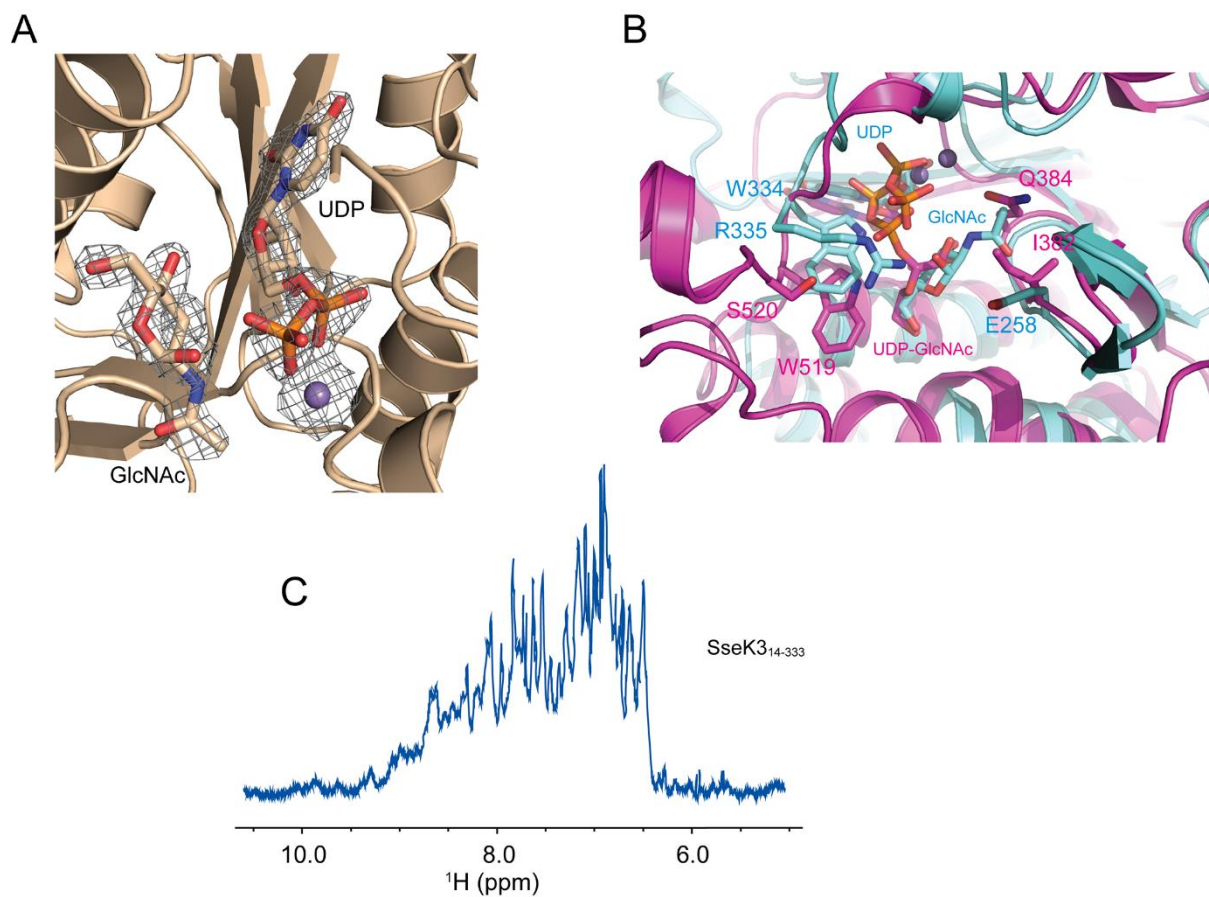 A
UDP
GlcNAc
B
UDP
W334
Q384
GlcNAc
R335
I382
S520
E258
UDP-GlcNAc
W519
C
SseK3₁₄₋₃₃₃
10.0 8.0 6.0
¹H (ppm)